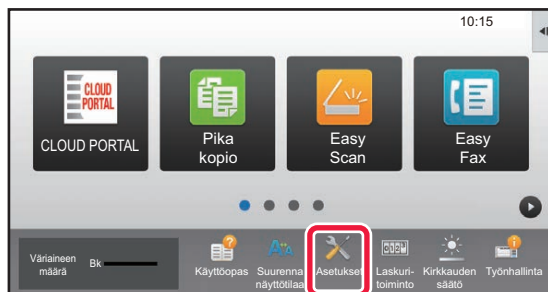 10:15
CLOUD
PORTAL
CLOUD PORTAL
Pika
kopio
Easy
Scan
Easy
Fax
Väriaineen
määrä
Bk
Käyttöopas
Suurenna
näyttötilaa
Asetukset
Laskuri-
toiminto
Kirkkauden
säätö
Työnhallinta